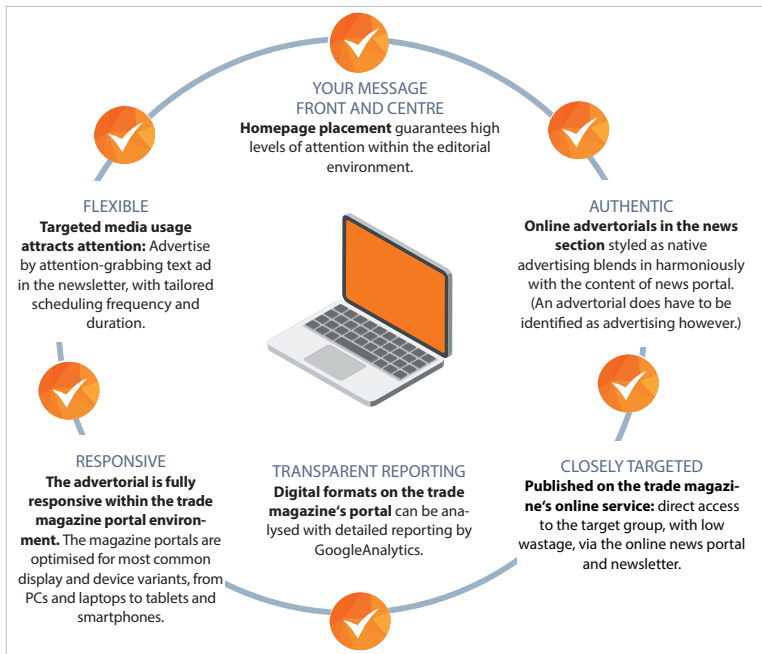 YOUR MESSAGE
FRONT AND CENTRE
Homepage placement guarantees high
levels of attention within the editorial
environment.
FLEXIBLE
Targeted media usage
attracts attention: Advertise
by attention-grabbing text ad
in the newsletter, with tailored
scheduling frequency and
duration.
AUTHENTIC
Online advertorials in the news
section styled as native
advertising blends in harmoniously
with the content of news portal.
(An advertorial does have to be
identified as advertising however.)
RESPONSIVE
The advertorial is fully
responsive within the trade
magazine portal environ-
ment. The magazine portals are
optimised for most common
display and device variants, from
PCs and laptops to tablets and
smartphones.
TRANSPARENT REPORTING
Digital formats on the trade
magazine‘s portal can be ana-
lysed with detailed reporting by
GoogleAnalytics.
CLOSELY TARGETED
Published on the trade magazi-
ne‘s online service: direct access
to the target group, with low
wastage, via the online news portal
and newsletter.